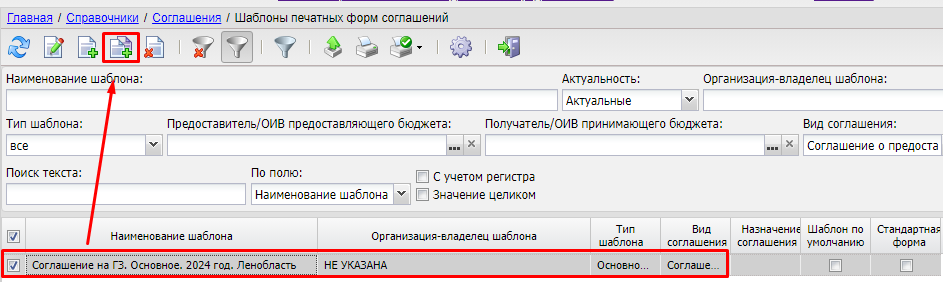 Главная / Справочники / Соглашения / Шаблоны печатных форм соглашений
Наименование шаблона: Актуальность: Организация-владелец шаблона:
Актуальные
Тип шаблона: Предоставитель/ОИВ предоставляющего бюджета: Получатель/ОИВ принимающего бюджета: Вид соглашения:
все ... ... Соглашение о предоста
Поиск текста: По полю: С учетом регистра
Наименование шаблона Значение целиком
Наименование шаблона Организация-владелец шаблона Тип шаблона Вид соглашения Назначение соглашения Шаблон по умолчанию Стандартная форма
Соглашение на ГЗ. Основное. 2024 год. Ленобласть НЕ УКАЗАНА Основно... Соглаше...